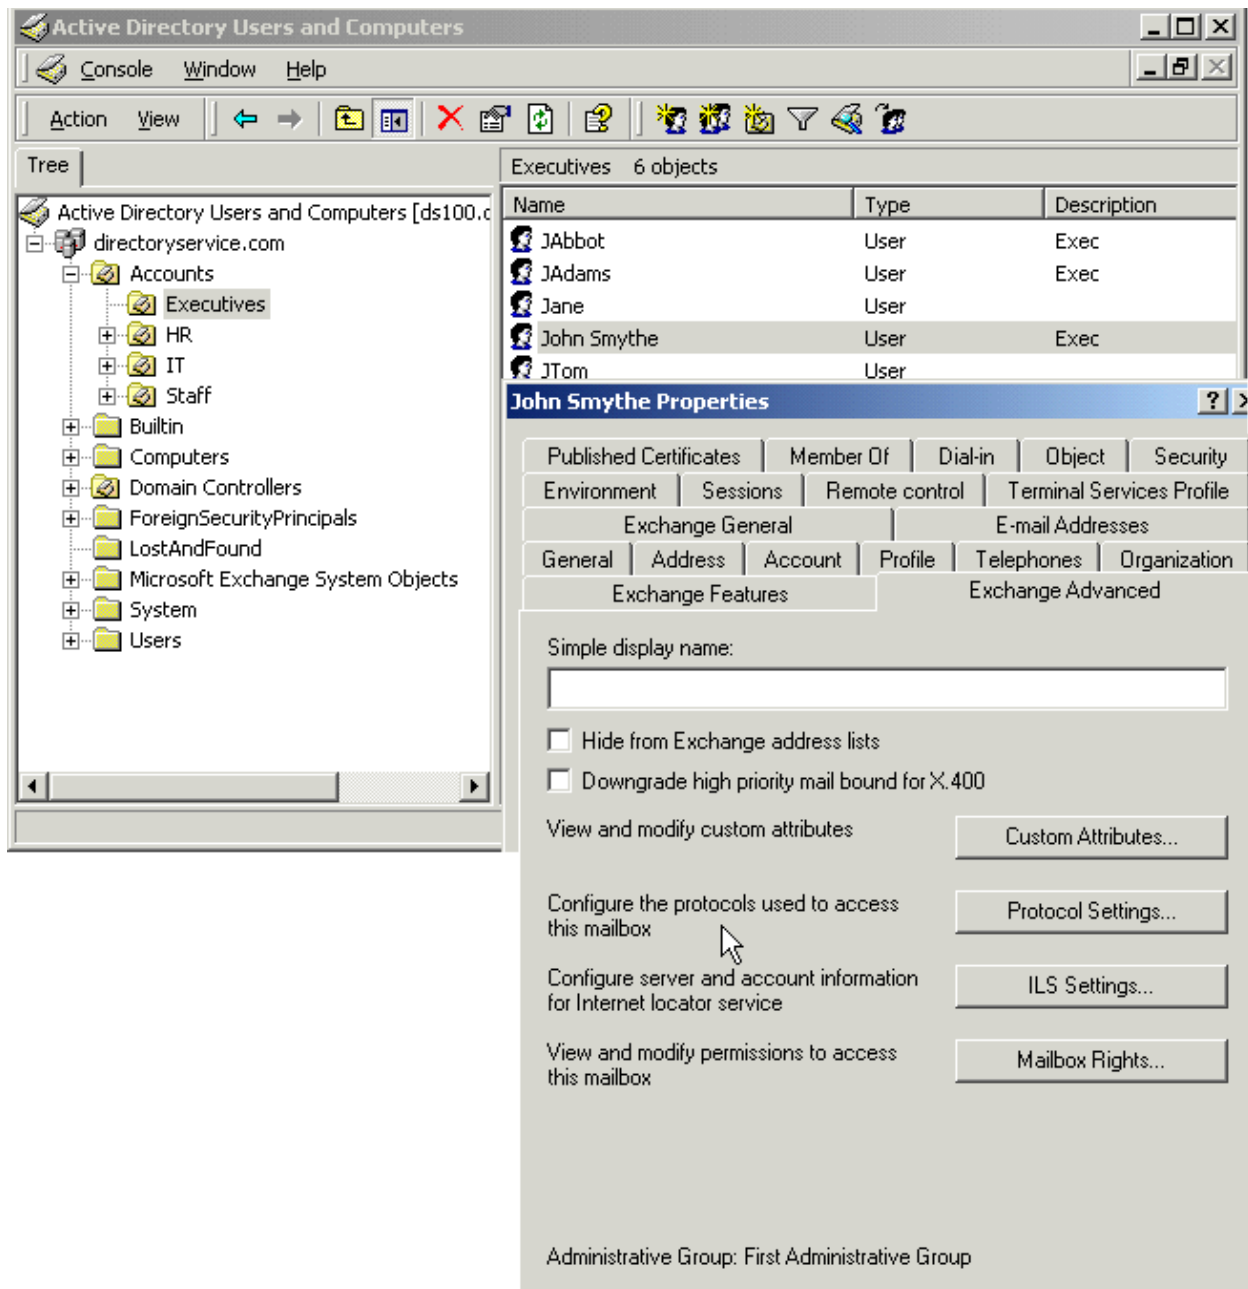 Active Directory Users and Computers
Console Window Help
Action View
Tree
Executives 6 objects
Active Directory Users and Computers [ds100.c
directoryservice.com
Accounts
Executives
HR
IT
Staff
Builtin
Computers
Domain Controllers
ForeignSecurityPrincipals
LostAndFound
Microsoft Exchange System Objects
System
Users
Name Type Description
JAbbot User Exec
JAdams User Exec
Jane User
John Smythe User Exec
JTom User
John Smythe Properties
Published Certificates Member Of Dial-in Object Security
Environment Sessions Remote control Terminal Services Profile
Exchange General E-mail Addresses
General Address Account Profile Telephones Organization
Exchange Features Exchange Advanced
Simple display name:
Hide from Exchange address lists
Downgrade high priority mail bound for X.400
View and modify custom attributes
Custom Attributes...
Configure the protocols used to access
this mailbox
Protocol Settings...
Configure server and account information
for Internet locator service
ILS Settings...
View and modify permissions to access
this mailbox
Mailbox Rights...
Administrative Group: First Administrative Group